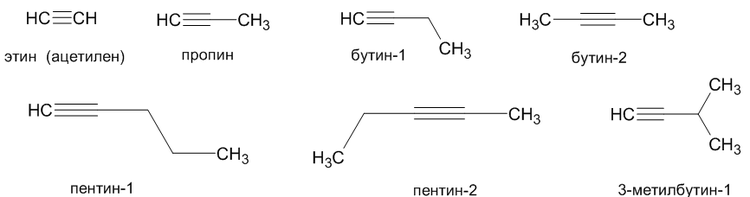 HC≡CH HC≡CH₃ HC≡CH₃ H₃C≡CH₃
этин (ацетилен) пропин бутин-1 бутин-2
HC≡CH₃ H₃C≡CH₃ HC≡CH₃ CH₃
пентин-1 пентин-2 3-метилбутин-1